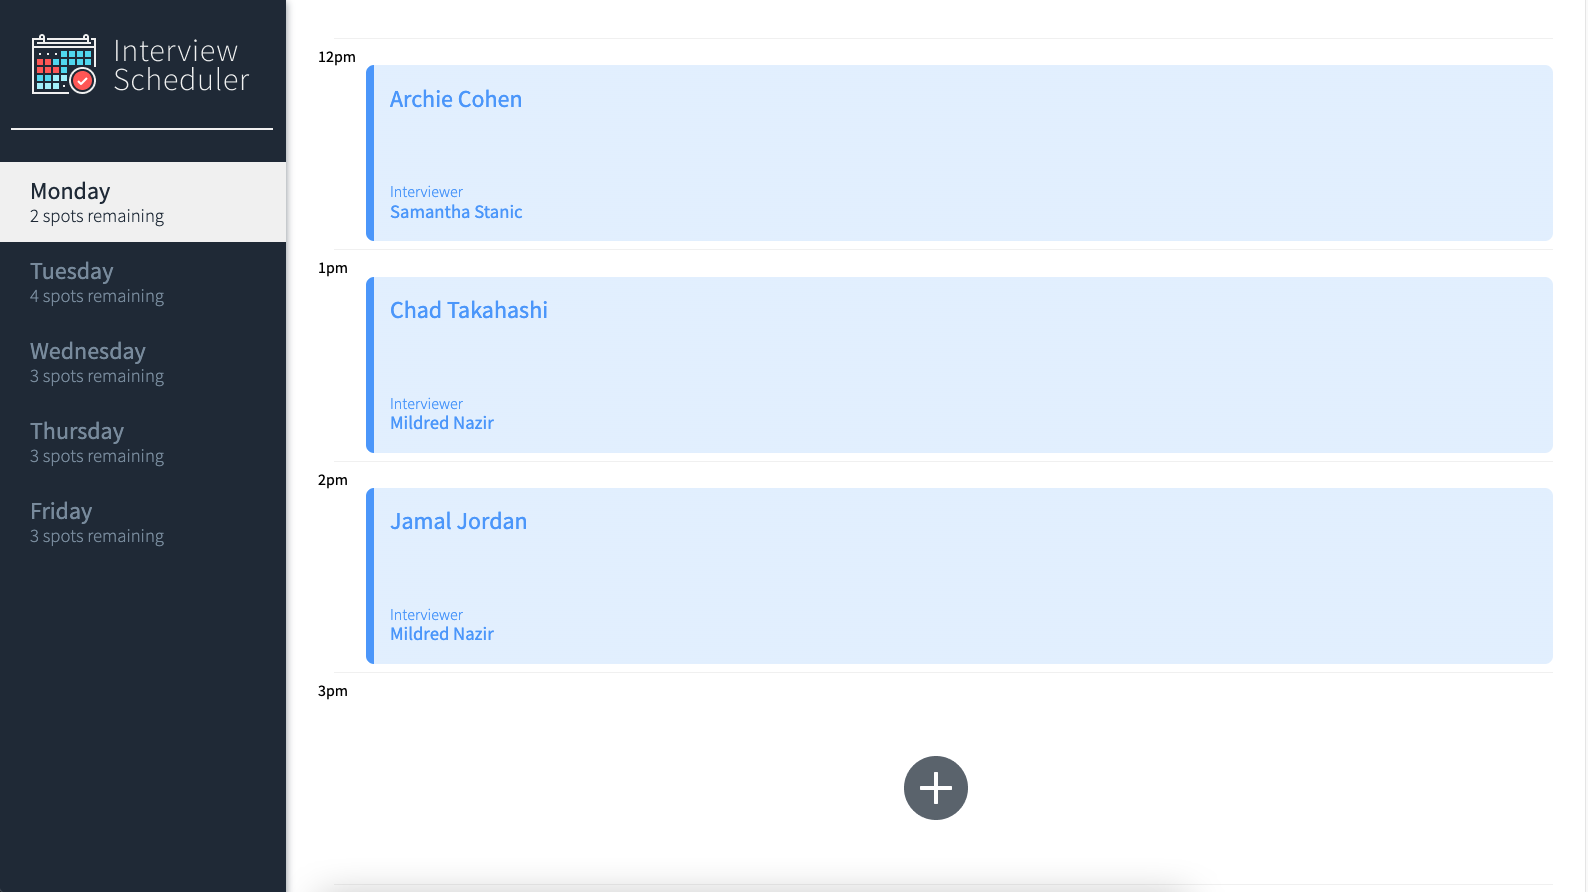 Interview
Scheduler
Monday
2 spots remaining
Tuesday
4 spots remaining
Wednesday
3 spots remaining
Thursday
3 spots remaining
Friday
3 spots remaining
12pm
Archie Cohen
Interviewer
Samantha Stanic
1pm
Chad Takahashi
Interviewer
Mildred Nazir
2pm
Jamal Jordan
Interviewer
Mildred Nazir
3pm